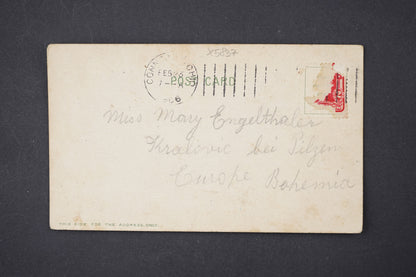 X5837
FEB
POST CARD
Miss Mary Engelthaler
Kralovic bei Pilzen
Europe Bohemia
THIS SIDE FOR THE ADDRESS ONLY.